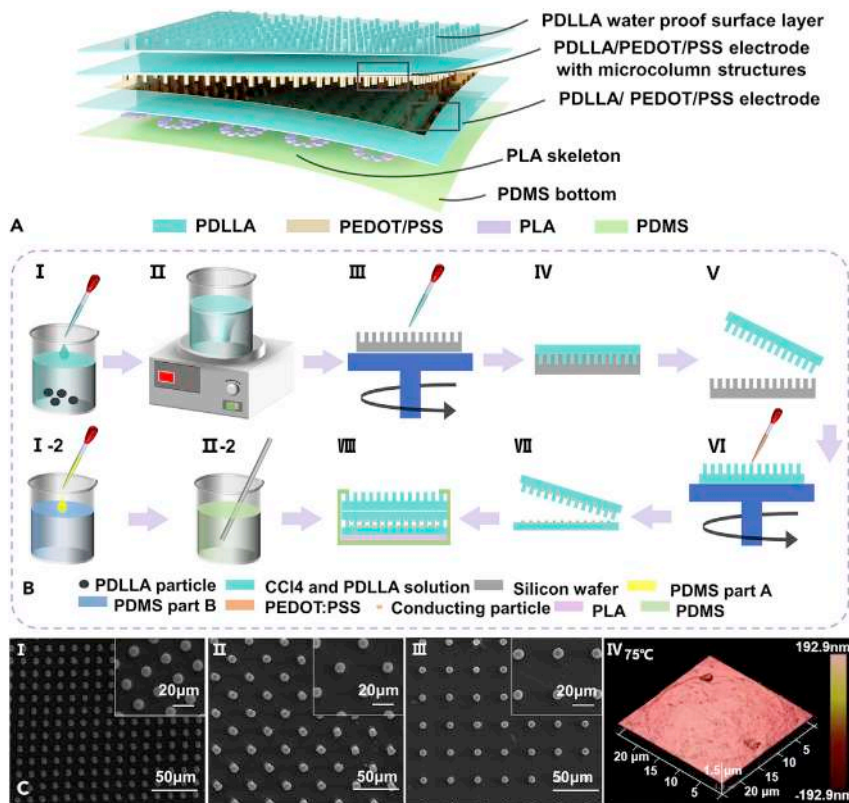 PDLLA water proof surface layer
PDLLA/PEDOT/PSS electrode
with microcolumn structures
PDLLA/ PEDOT/PSS electrode
PLA skeleton
PDMS bottom
A
PDLLA PEDOT/PSS PLA PDMS
I II III IV V
I-2 II-2 VIII VII VI
PDLLA particle CCl4 and PDLLA solution Silicon wafer PDMS part A
B PDMS part B PEDOT:PSS Conducting particle PLA PDMS
I 20μm 50μm
II 20μm 50μm
III 20μm 50μm
IV 75℃ 192.9nm
20 μm 15 10 5
1.5 μm
20 μm 15 10 5
-192.9nm
C